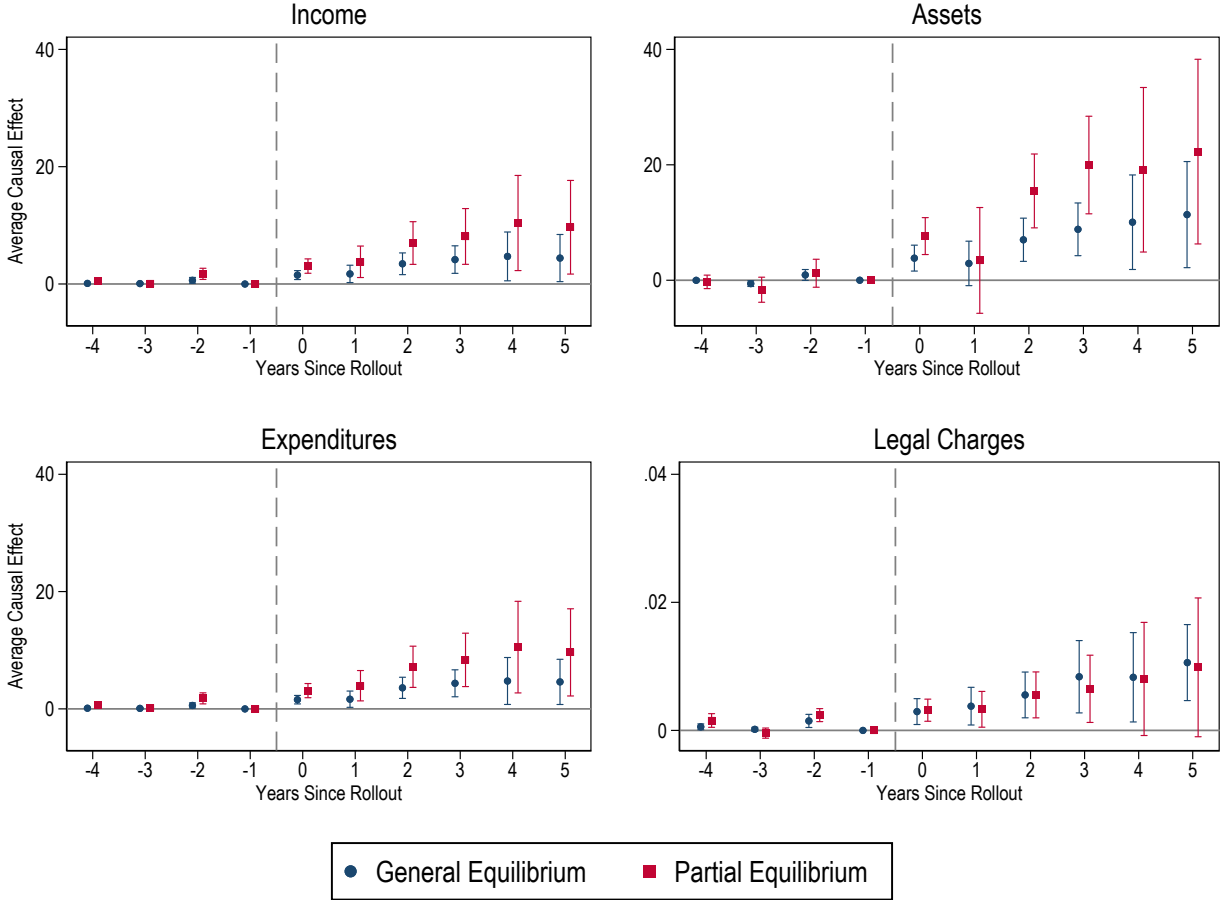 Income
Average Causal Effect
40
20
0
-4 -3 -2 -1 0 1 2 3 4 5
Years Since Rollout
Assets
40
20
0
-4 -3 -2 -1 0 1 2 3 4 5
Years Since Rollout
Expenditures
Average Causal Effect
40
20
0
-4 -3 -2 -1 0 1 2 3 4 5
Years Since Rollout
Legal Charges
.04
.02
0
-4 -3 -2 -1 0 1 2 3 4 5
Years Since Rollout
General Equilibrium Partial Equilibrium